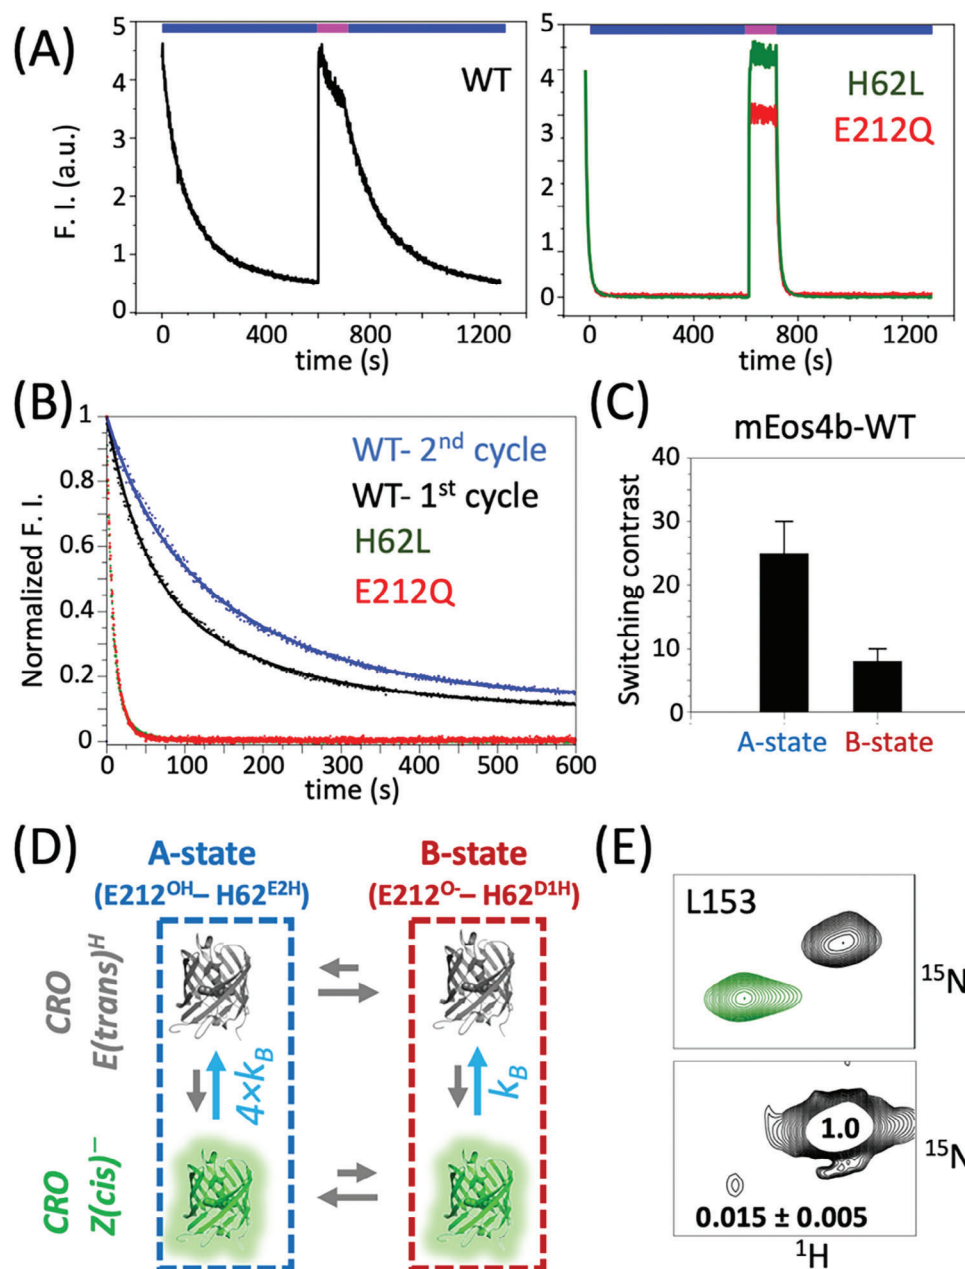 (A)
F. I. (a.u.)
5
4
3
2
1
0
WT
0
400
800
1200
time (s)
5
4
3
2
1
0
H62L
E212Q
0
400
800
1200
time (s)
(B)
Normalized F. I.
1
0.8
0.6
0.4
0.2
0
WT- 2nd cycle
WT- 1st cycle
H62L
E212Q
0
100
200
300
400
500
600
time (s)
(C)
mEos4b-WT
Switching contrast
40
30
20
10
0
A-state
B-state
(D)
A-state
(E212OH– H62E2H)
B-state
(E212O-– H62D1H)
CRO
E(trans)H
4×kB
kB
CRO
Z(cis)–
(E)
L153
15N
1.0
0.015 ± 0.005
15N
1H